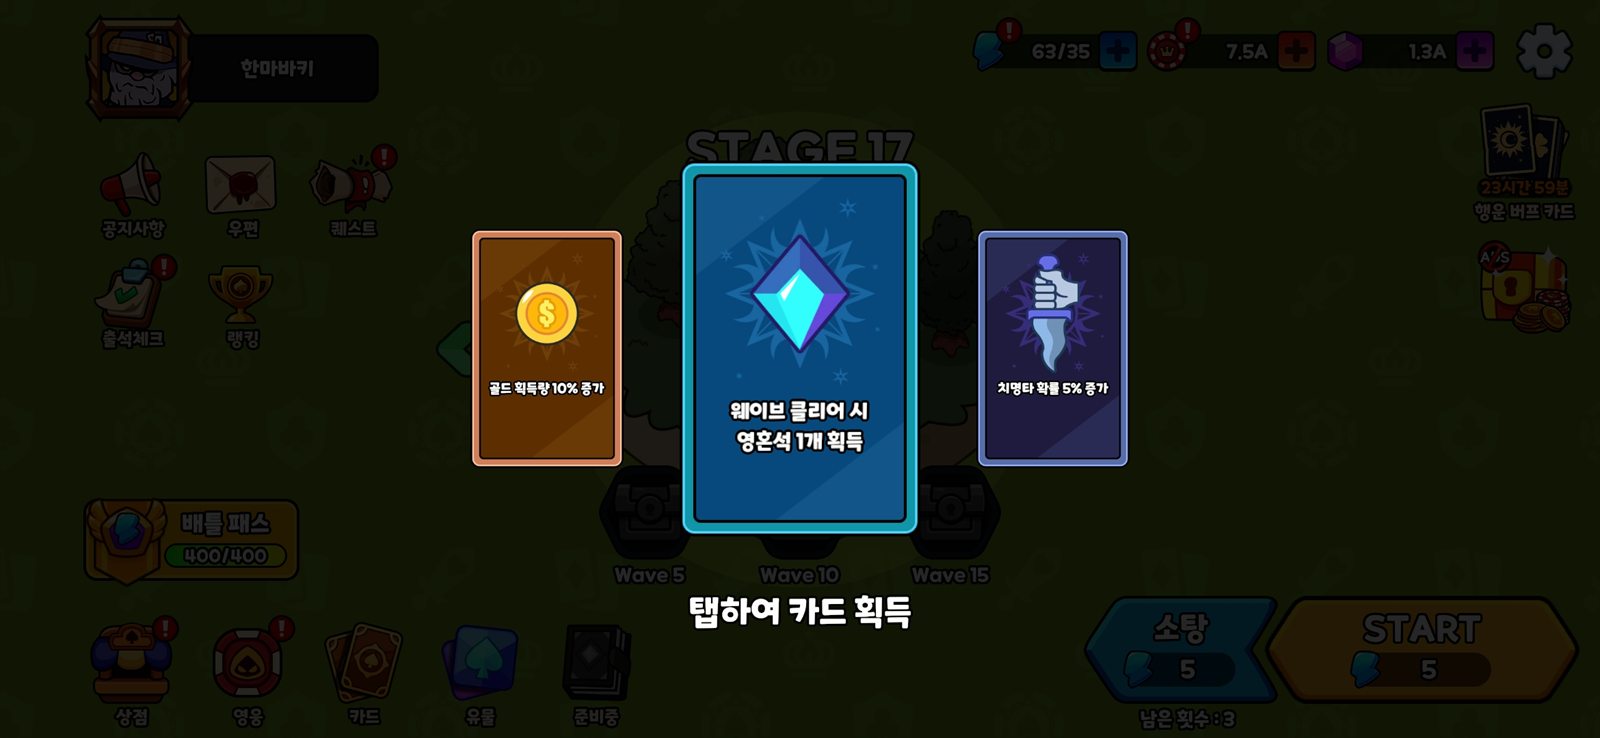 한마바키
63/35
7.5A
1.3A
STAGE 17
공지사항
우편
퀘스트
출석체크
랭킹
23시간 59분
행운 버프 카드
골드 획득량 10% 증가
웨이브 클리어 시
영혼석 1개 획득
치명타 확률 5% 증가
배틀 패스
400/400
Wave 5
Wave 10
Wave 15
탭하여 카드 획득
소탕
5
남은 횟수 : 3
START
5
상점
영웅
카드
유물
준비중